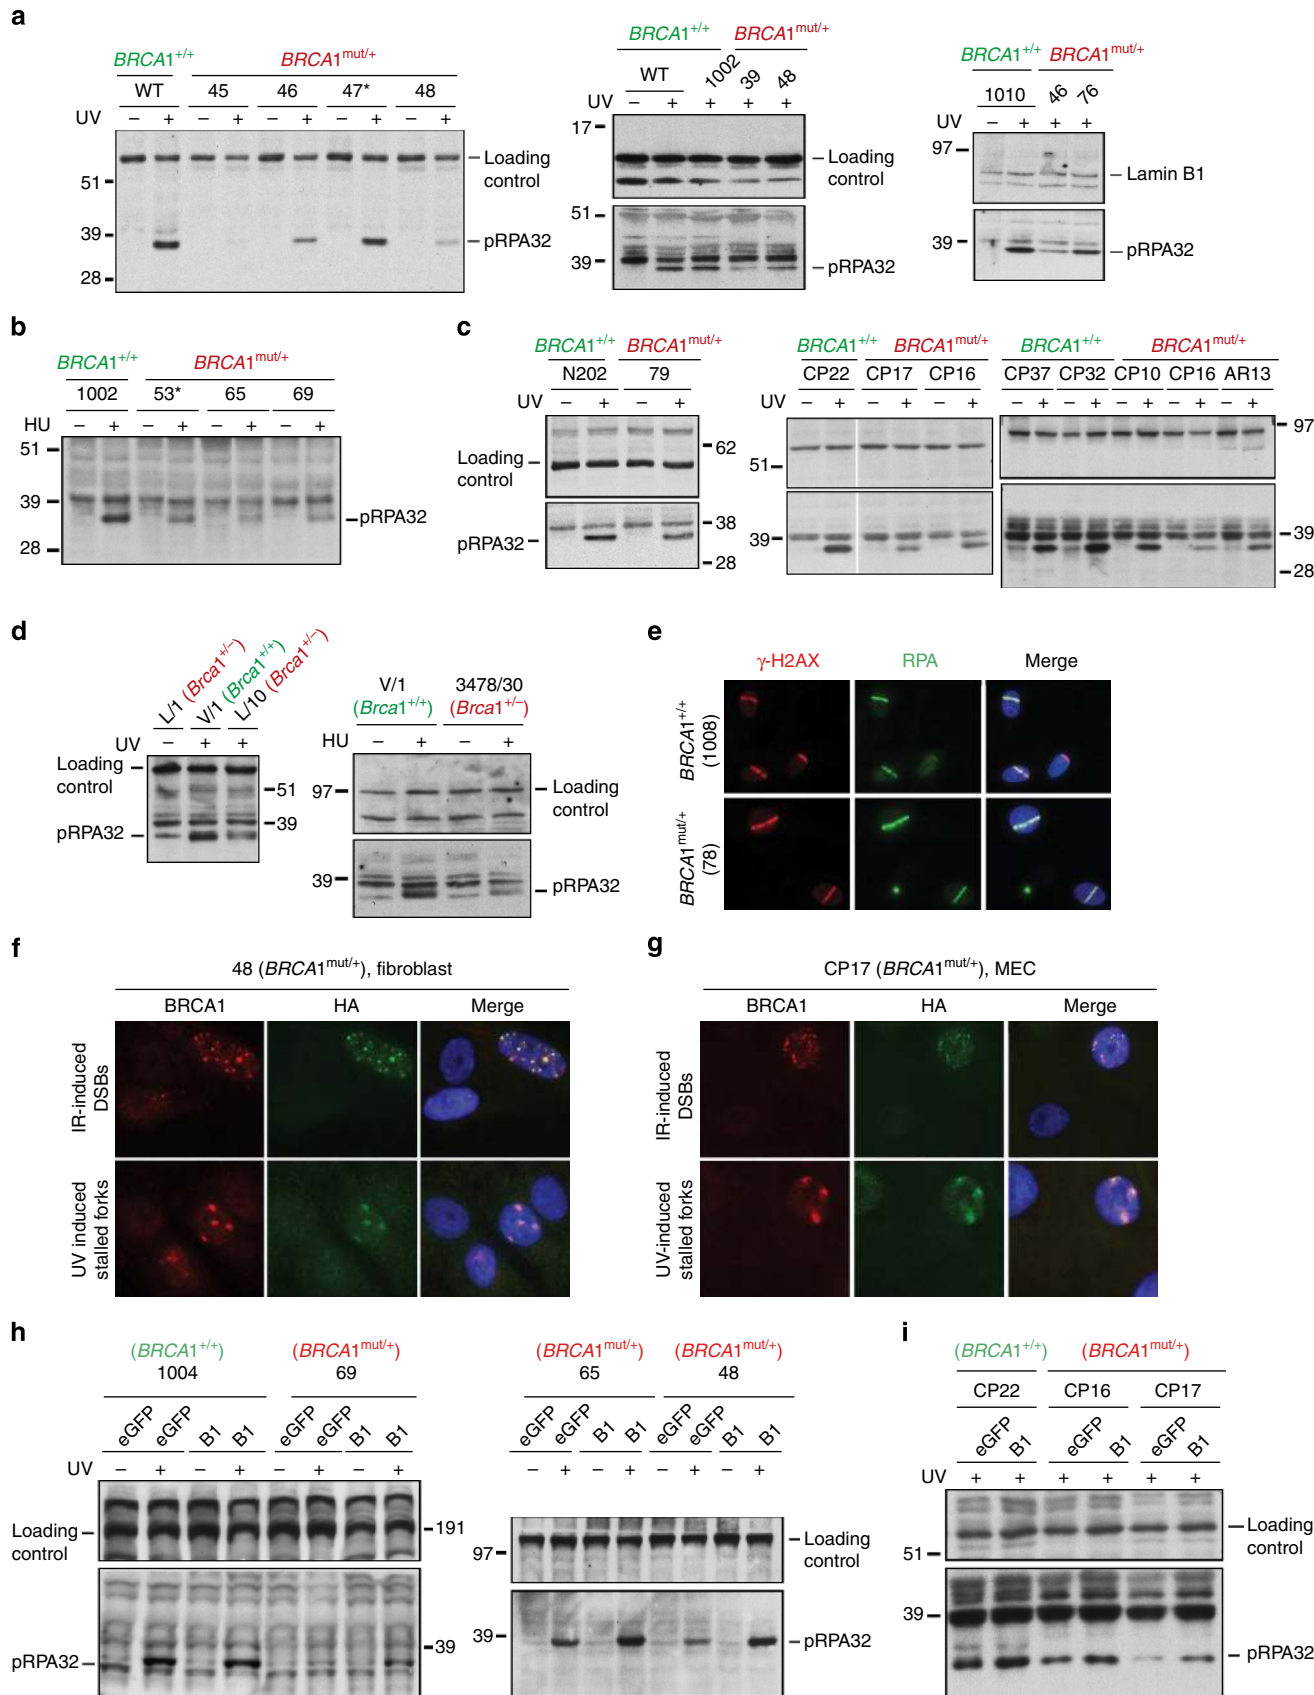 a
BRCA1+/+ BRCA1mut/+
WT 45 46 47* 48
UV – + – + – + – + – +
51
39
28
Loading control
pRPA32
BRCA1+/+ BRCA1mut/+
WT 1002 39 48
UV – + + + +
17
51
39
Loading control
pRPA32
BRCA1+/+ BRCA1mut/+
1010 46 76
UV – + + +
97
39
Lamin B1
pRPA32
b
BRCA1+/+ BRCA1mut/+
1002 53* 65 69
HU – + – + – + – +
51
39
28
pRPA32
c
BRCA1+/+ BRCA1mut/+
N202 79
UV – + – +
Loading control
pRPA32
62
38
28
BRCA1+/+ BRCA1mut/+
CP22 CP17 CP16
UV – + – + – +
51
39
BRCA1+/+ BRCA1mut/+
CP37 CP32 CP10 CP16 AR13
– + – + – + – + – +
97
39
28
d
L/1 (Brca1+/–)
V/1 (Brca1+/+)
L/10 (Brca1+/–)
UV – + +
Loading control
pRPA32
51
39
V/1 3478/30
(Brca1+/+) (Brca1+/–)
HU – + – +
97
39
Loading control
pRPA32
e
γ-H2AX RPA Merge
BRCA1+/+ (1008)
BRCA1mut/+ (78)
f
48 (BRCA1mut/+), fibroblast
BRCA1 HA Merge
IR-induced DSBs
UV induced stalled forks
g
CP17 (BRCA1mut/+), MEC
BRCA1 HA Merge
IR-induced DSBs
UV-induced stalled forks
h
(BRCA1+/+) (BRCA1mut/+)
1004 69
eGFP eGFP B1 B1 eGFP eGFP B1 B1
UV – + – + – + – +
Loading control
pRPA32
191
39
(BRCA1mut/+) (BRCA1mut/+)
65 48
eGFP eGFP B1 B1 eGFP eGFP B1 B1
– + – + – + – +
97
39
Loading control
pRPA32
i
(BRCA1+/+) (BRCA1mut/+)
CP22 CP16 CP17
eGFP B1 eGFP B1 eGFP B1
UV + + + + + +
51
39
Loading control
pRPA32